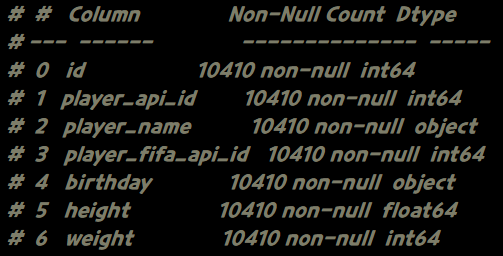 # # Column Non-Null Count Dtype
# --- ------ -------------- -----
# 0 id 10410 non-null int64
# 1 player_api_id 10410 non-null int64
# 2 player_name 10410 non-null object
# 3 player_fifa_api_id 10410 non-null int64
# 4 birthday 10410 non-null object
# 5 height 10410 non-null float64
# 6 weight 10410 non-null int64